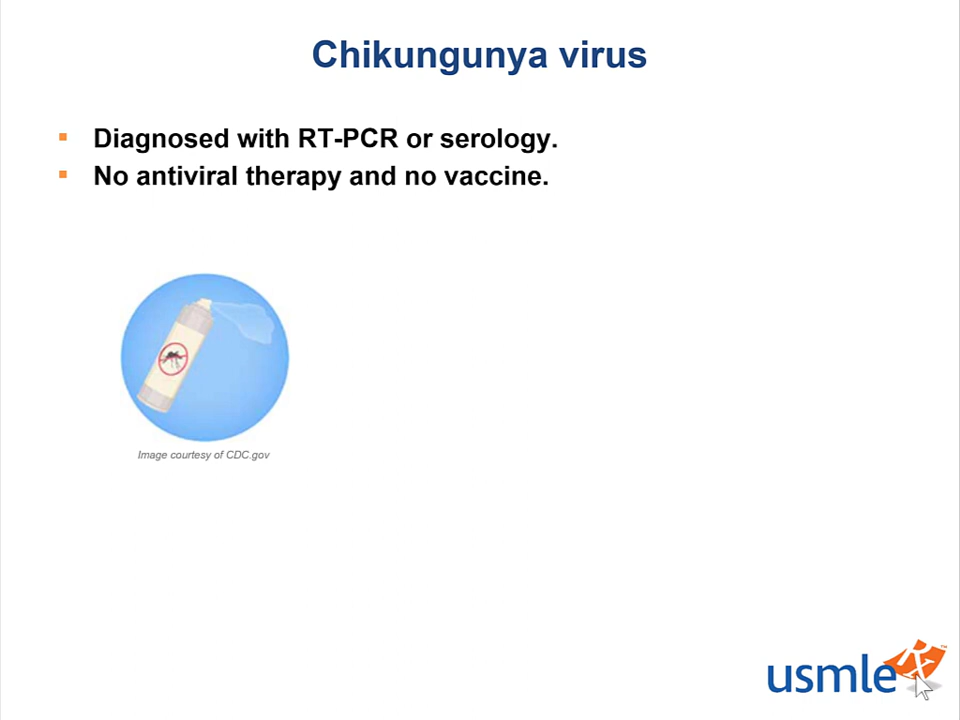 Chikungunya virus
Diagnosed with RT-PCR or serology.
No antiviral therapy and no vaccine.
Image courtesy of CDC.gov
usmle Rx™